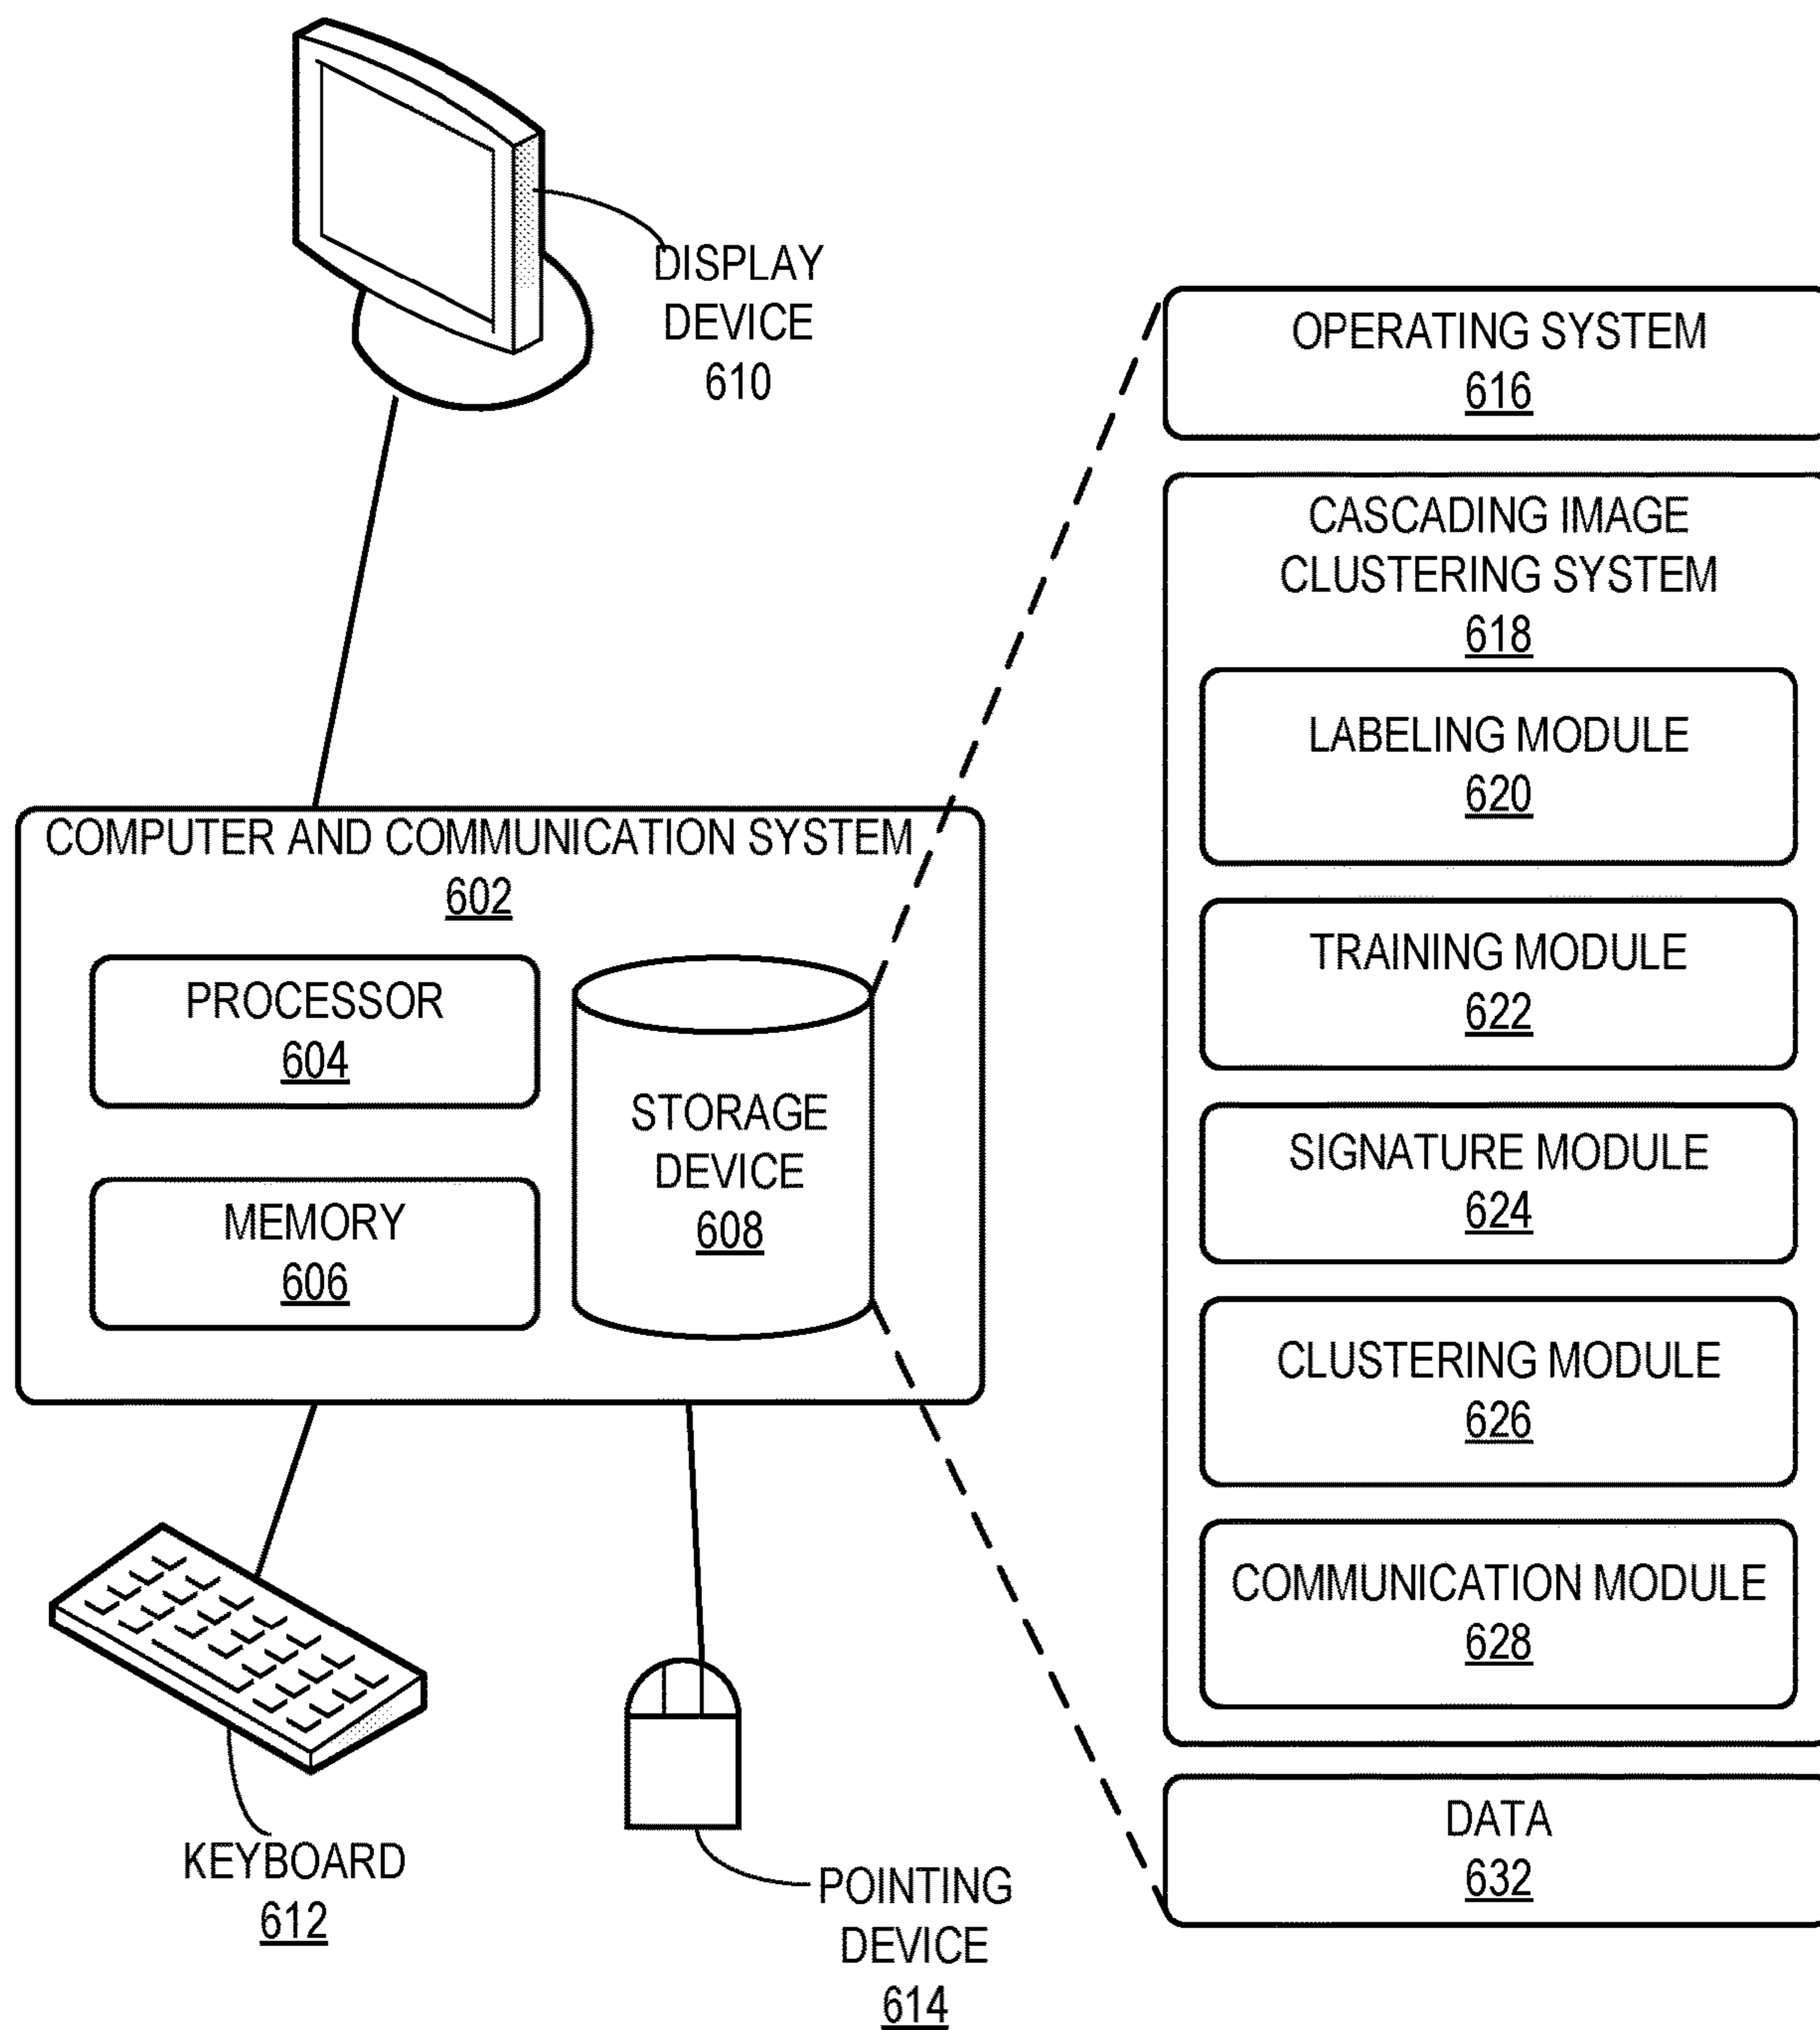 DISPLAY
DEVICE
610
COMPUTER AND COMMUNICATION SYSTEM
602
PROCESSOR
604
MEMORY
606
STORAGE
DEVICE
608
KEYBOARD
612
POINTING
DEVICE
614
OPERATING SYSTEM
616
CASCADING IMAGE
CLUSTERING SYSTEM
618
LABELING MODULE
620
TRAINING MODULE
622
SIGNATURE MODULE
624
CLUSTERING MODULE
626
COMMUNICATION MODULE
628
DATA
632